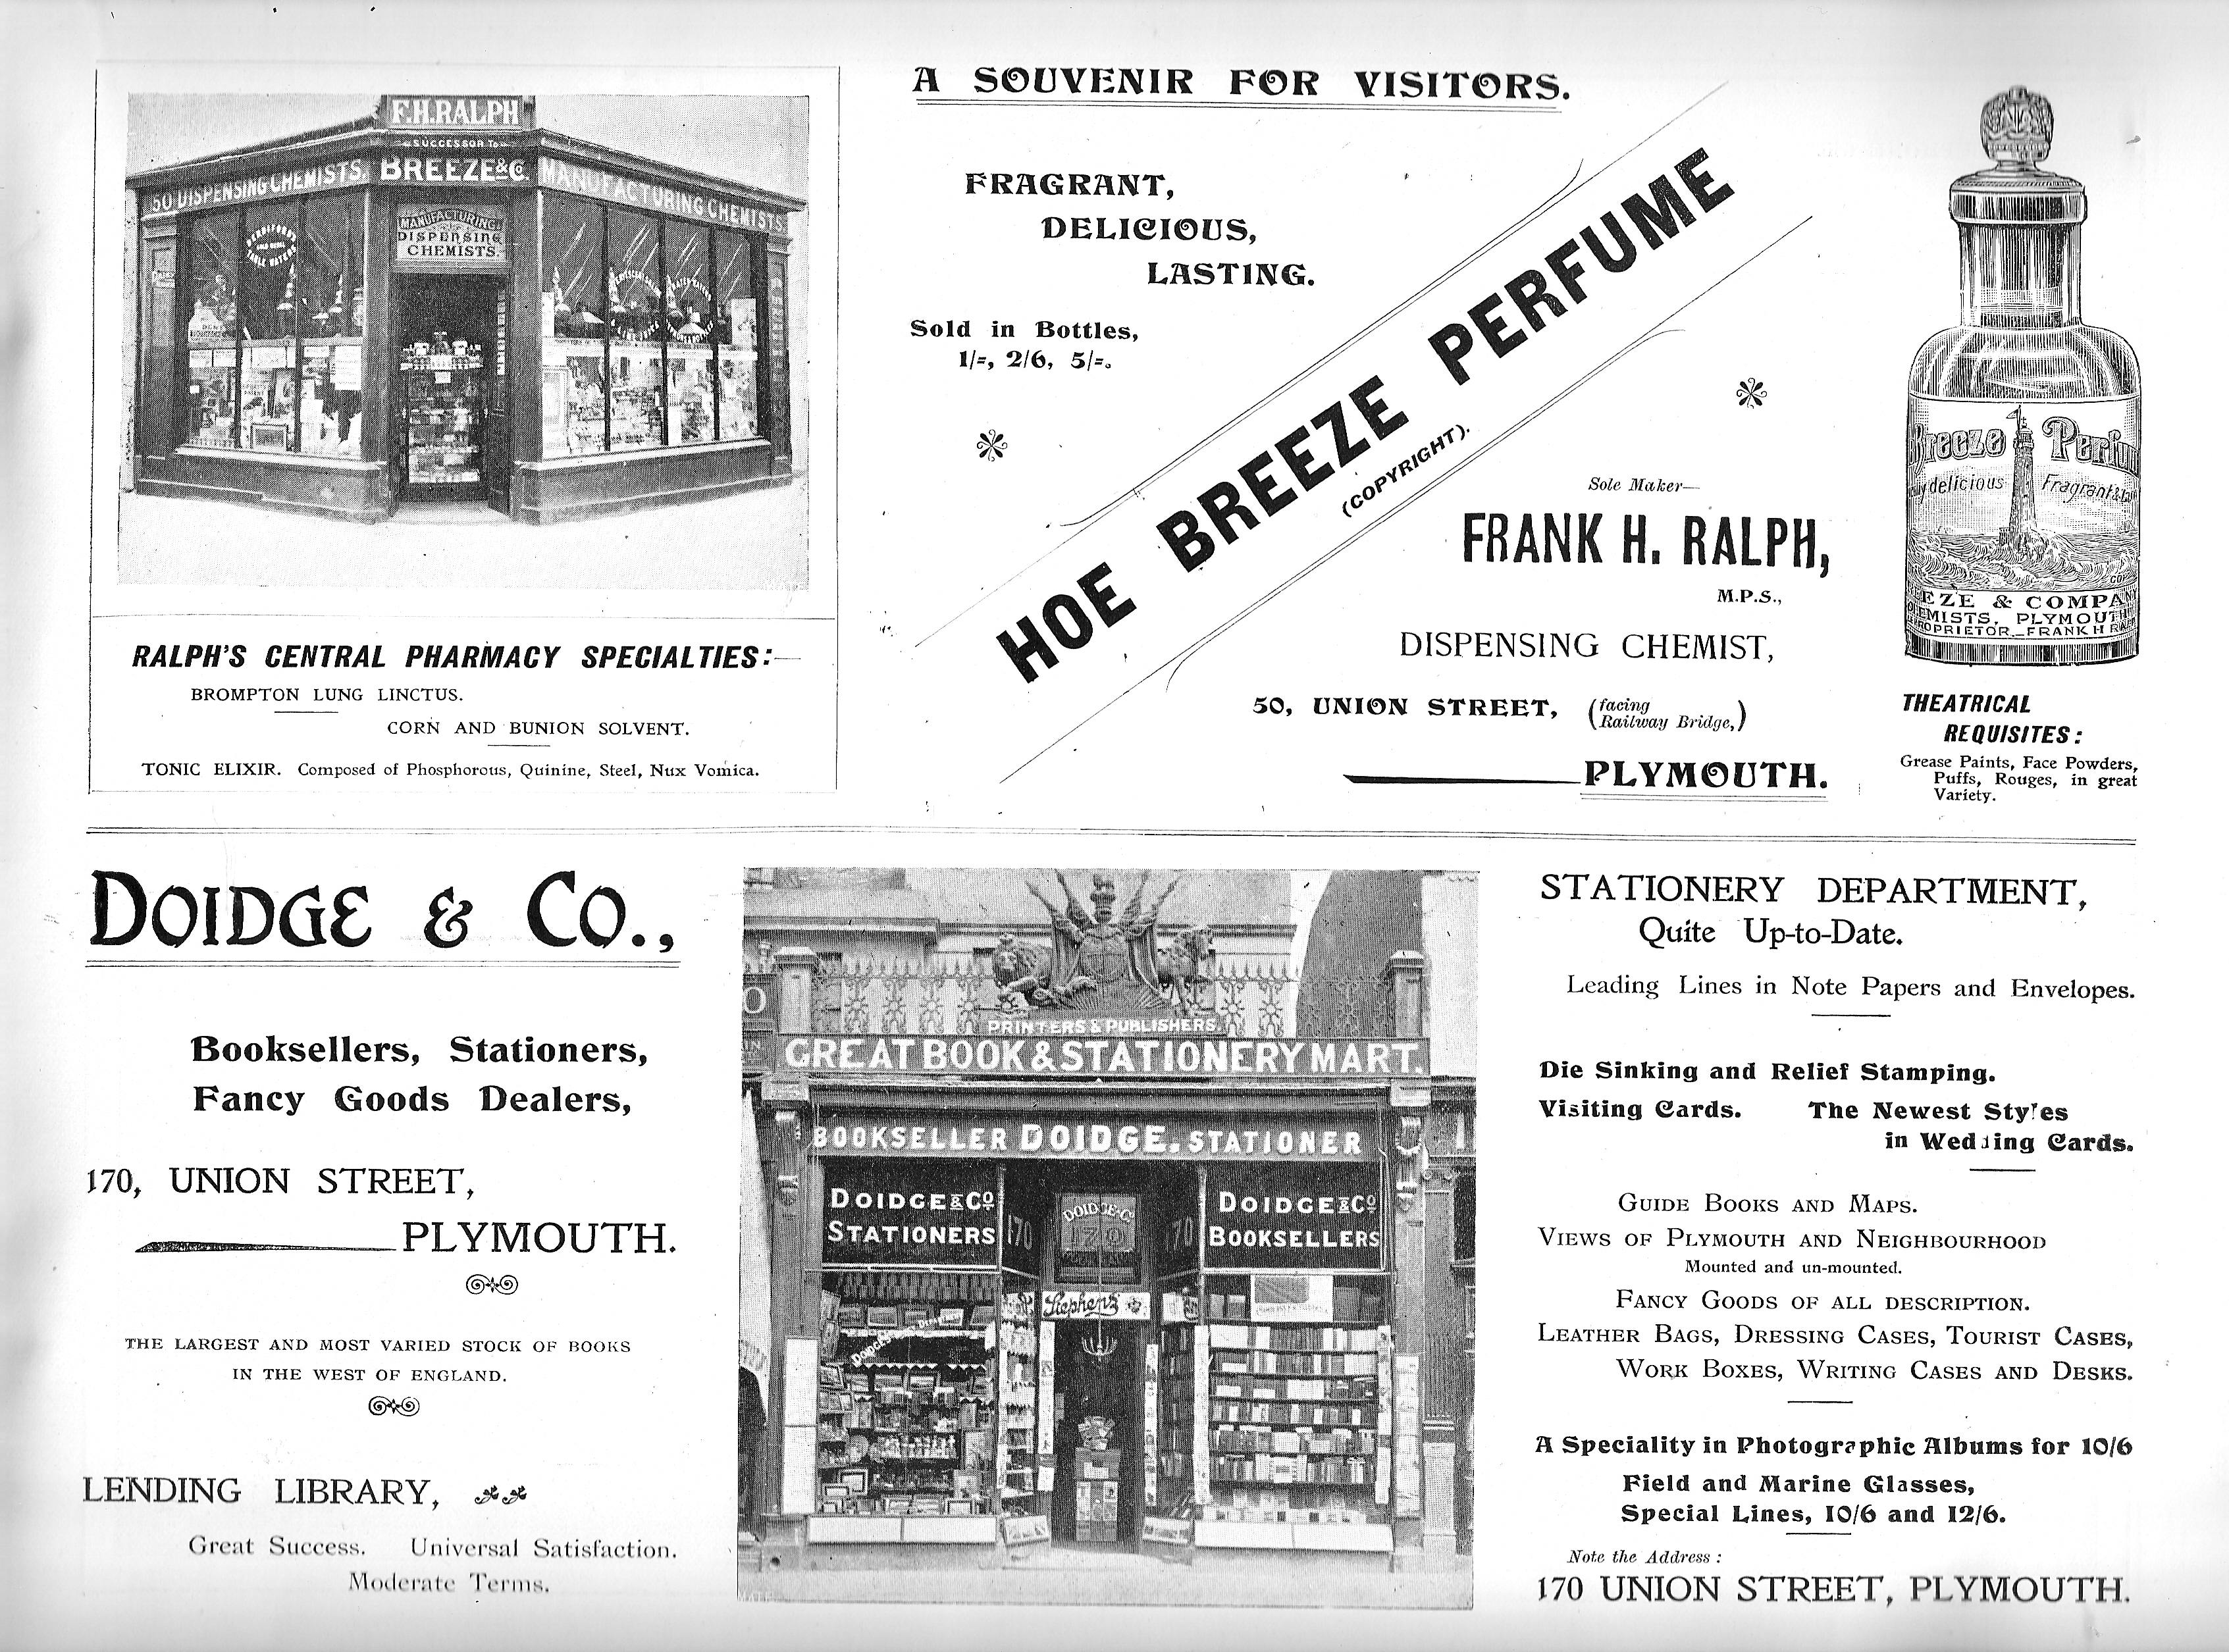 F.H.RALPH
SUCCESSOR TO
BREEZE & Co.
50 DISPENSING CHEMISTS.
MANUFACTURING CHEMISTS.
MANUFACTURING
DISPENSING
CHEMISTS.
TABLE WATERS
RALPH'S CENTRAL PHARMACY SPECIALTIES:—
BROMPTON LUNG LINCTUS.
CORN AND BUNION SOLVENT.
TONIC ELIXIR. Composed of Phosphorous, Quinine, Steel, Nux Vomica.
A SOUVENIR FOR VISITORS.
FRAGRANT,
DELICIOUS,
LASTING.
Sold in Bottles,
1/=, 2/6, 5/=.
HOE BREEZE PERFUME
(COPYRIGHT).
Sole Maker—
FRANK H. RALPH,
M.P.S.,
DISPENSING CHEMIST,
50, UNION STREET, (facing Railway Bridge,)
PLYMOUTH.
Breeze Perfum
delicious Fragrant &
EZE & COMPAN
EMISTS, PLYMOUTH
ROPRIETOR_FRANK H RA
THEATRICAL
REQUISITES:
Grease Paints, Face Powders,
Puffs, Rouges, in great
Variety.
DOIDGE & CO.,
Booksellers, Stationers,
Fancy Goods Dealers,
170, UNION STREET,
PLYMOUTH.
THE LARGEST AND MOST VARIED STOCK OF BOOKS
IN THE WEST OF ENGLAND.
LENDING LIBRARY,
Great Success. Universal Satisfaction.
Moderate Terms.
PRINTERS & PUBLISHERS
GREAT BOOK & STATIONERY MART.
BOOKSELLER DOIDGE. STATIONER
DOIDGE & Co
STATIONERS
170
DOIDGE & Co
170
170
DOIDGE & Co
BOOKSELLERS
Stephens
STATIONERY DEPARTMENT,
Quite Up-to-Date.
Leading Lines in Note Papers and Envelopes.
Die Sinking and Relief Stamping.
Visiting Cards. The Newest Styles
in Wedding Cards.
GUIDE BOOKS AND MAPS.
VIEWS OF PLYMOUTH AND NEIGHBOURHOOD
Mounted and un-mounted.
FANCY GOODS OF ALL DESCRIPTION.
LEATHER BAGS, DRESSING CASES, TOURIST CASES,
WORK BOXES, WRITING CASES AND DESKS.
A Speciality in Photographic Albums for 10/6
Field and Marine Glasses,
Special Lines, 10/6 and 12/6.
Note the Address :
170 UNION STREET, PLYMOUTH.